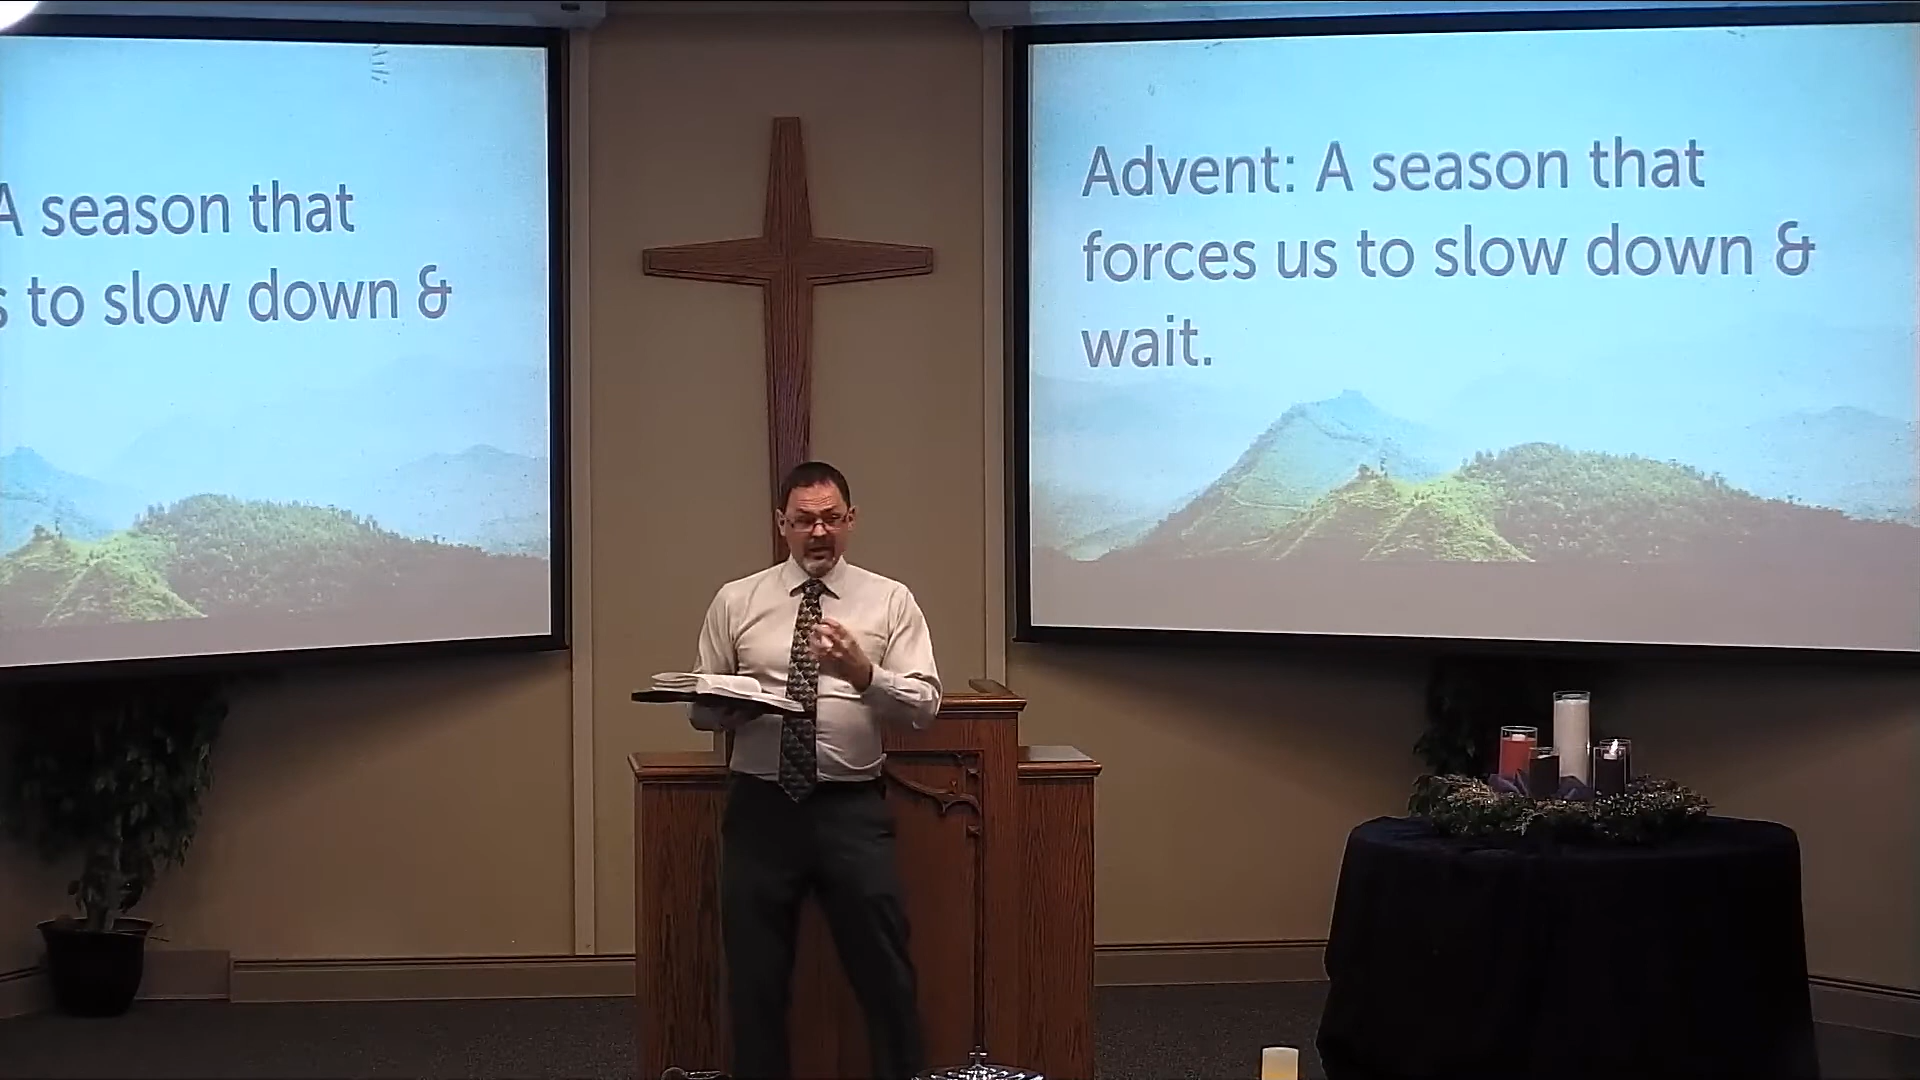 A season that
s to slow down &
Advent: A season that
forces us to slow down &
wait.